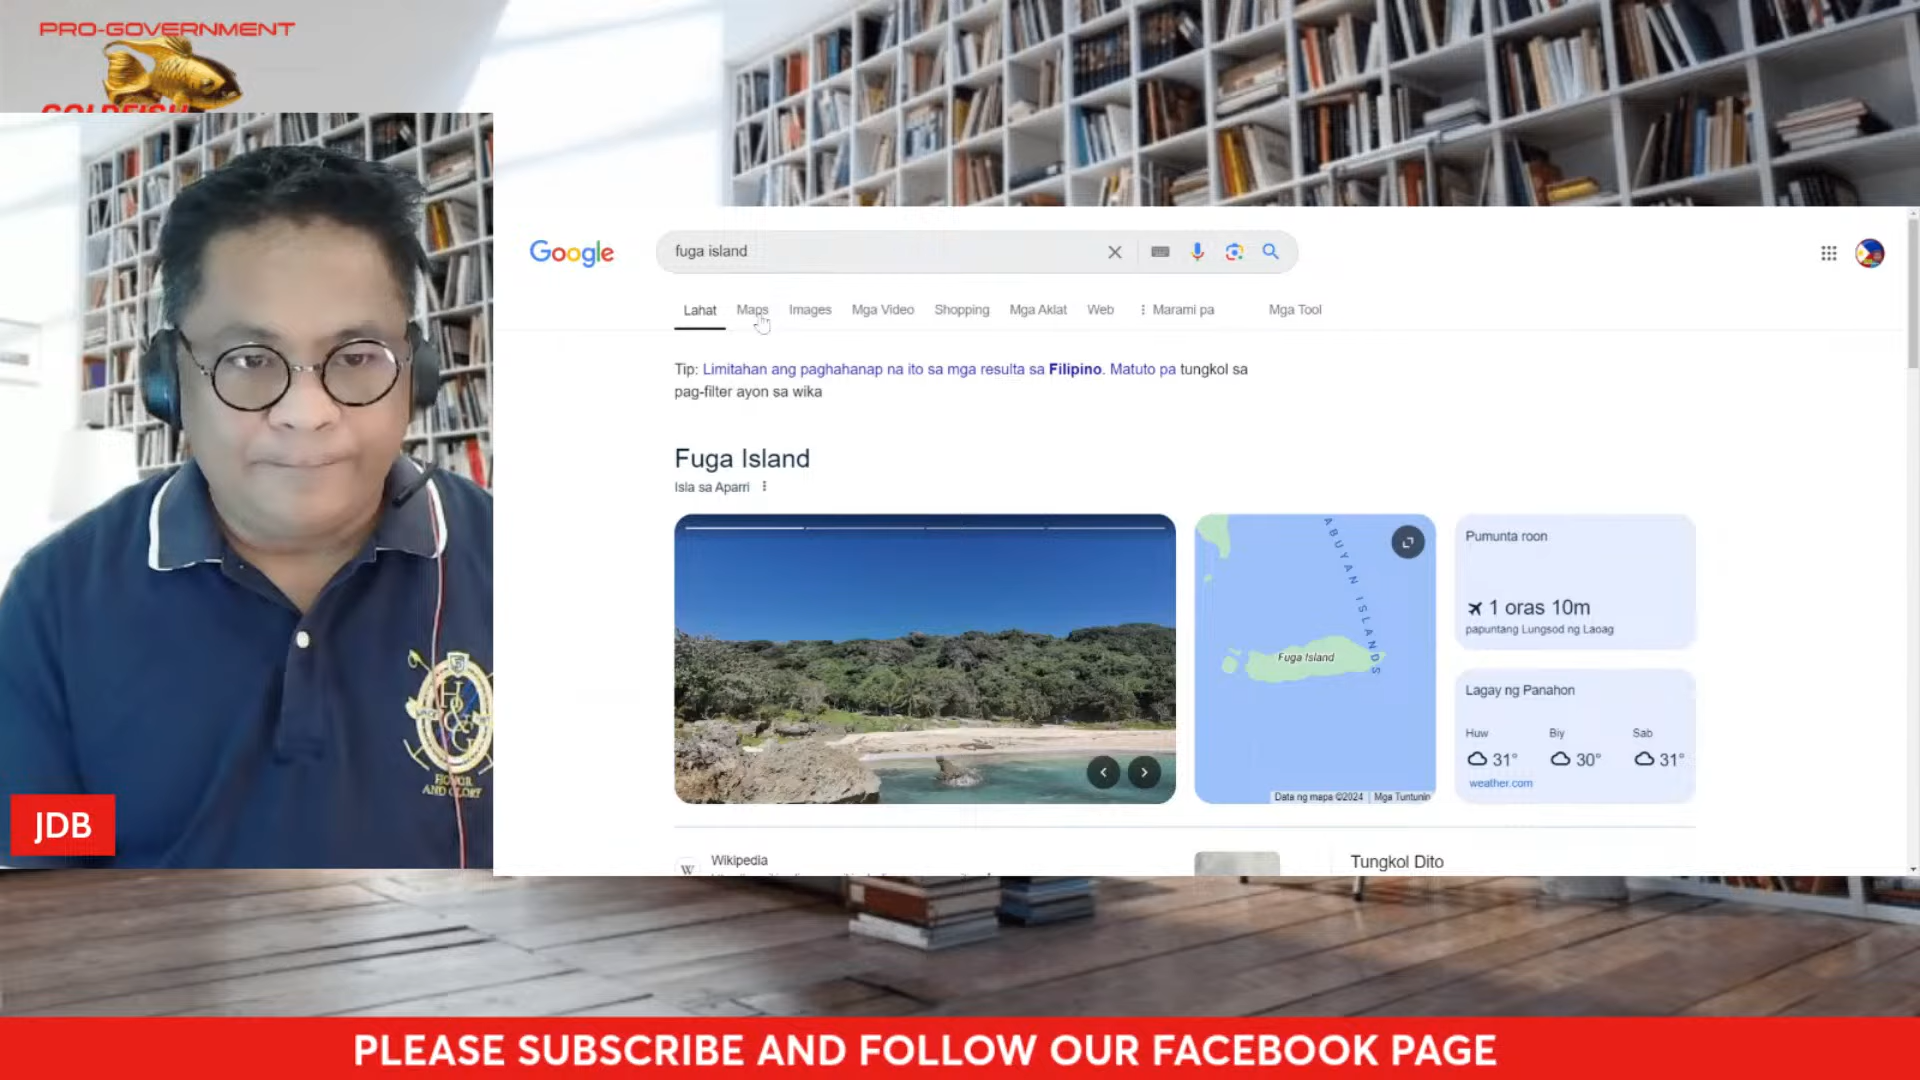 PRO-GOVERNMENT
GOLDFISH
Google
fuga island
Lahat
Maps
Images
Mga Video
Shopping
Mga Aklat
Web
Marami pa
Mga Tool
Tip: Limitahan ang paghahanap na ito sa mga resulta sa Filipino. Matuto pa tungkol sa
pag-filter ayon sa wika
Fuga Island
Isla sa Aparri
ABUYAN ISLANDS
Fuga Island
Data ng mapa ©2024
Mga Tuntunin
Pumunta roon
1 oras 10m
papuntang Lungsod ng Laoag
Lagay ng Panahon
Huw
Biy
Sab
31°
30°
31°
weather.com
W
Wikipedia
Tungkol Dito
H
&
G
HONOR
AND GLORY
JDB
PLEASE SUBSCRIBE AND FOLLOW OUR FACEBOOK PAGE